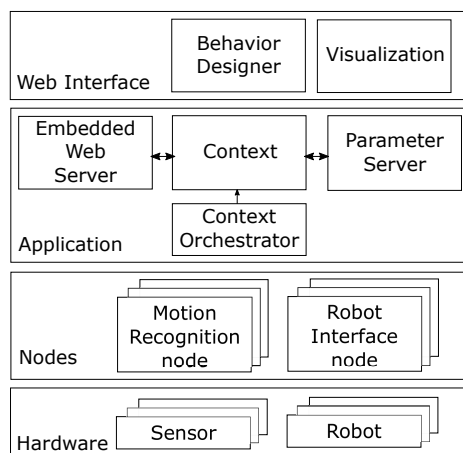 Behavior
Designer
Visualization
Web Interface
Embedded
Web
Server
Context
Parameter
Server
Context
Orchestrator
Application
Motion
Recognition
node
Robot
Interface
node
Nodes
Sensor
Robot
Hardware